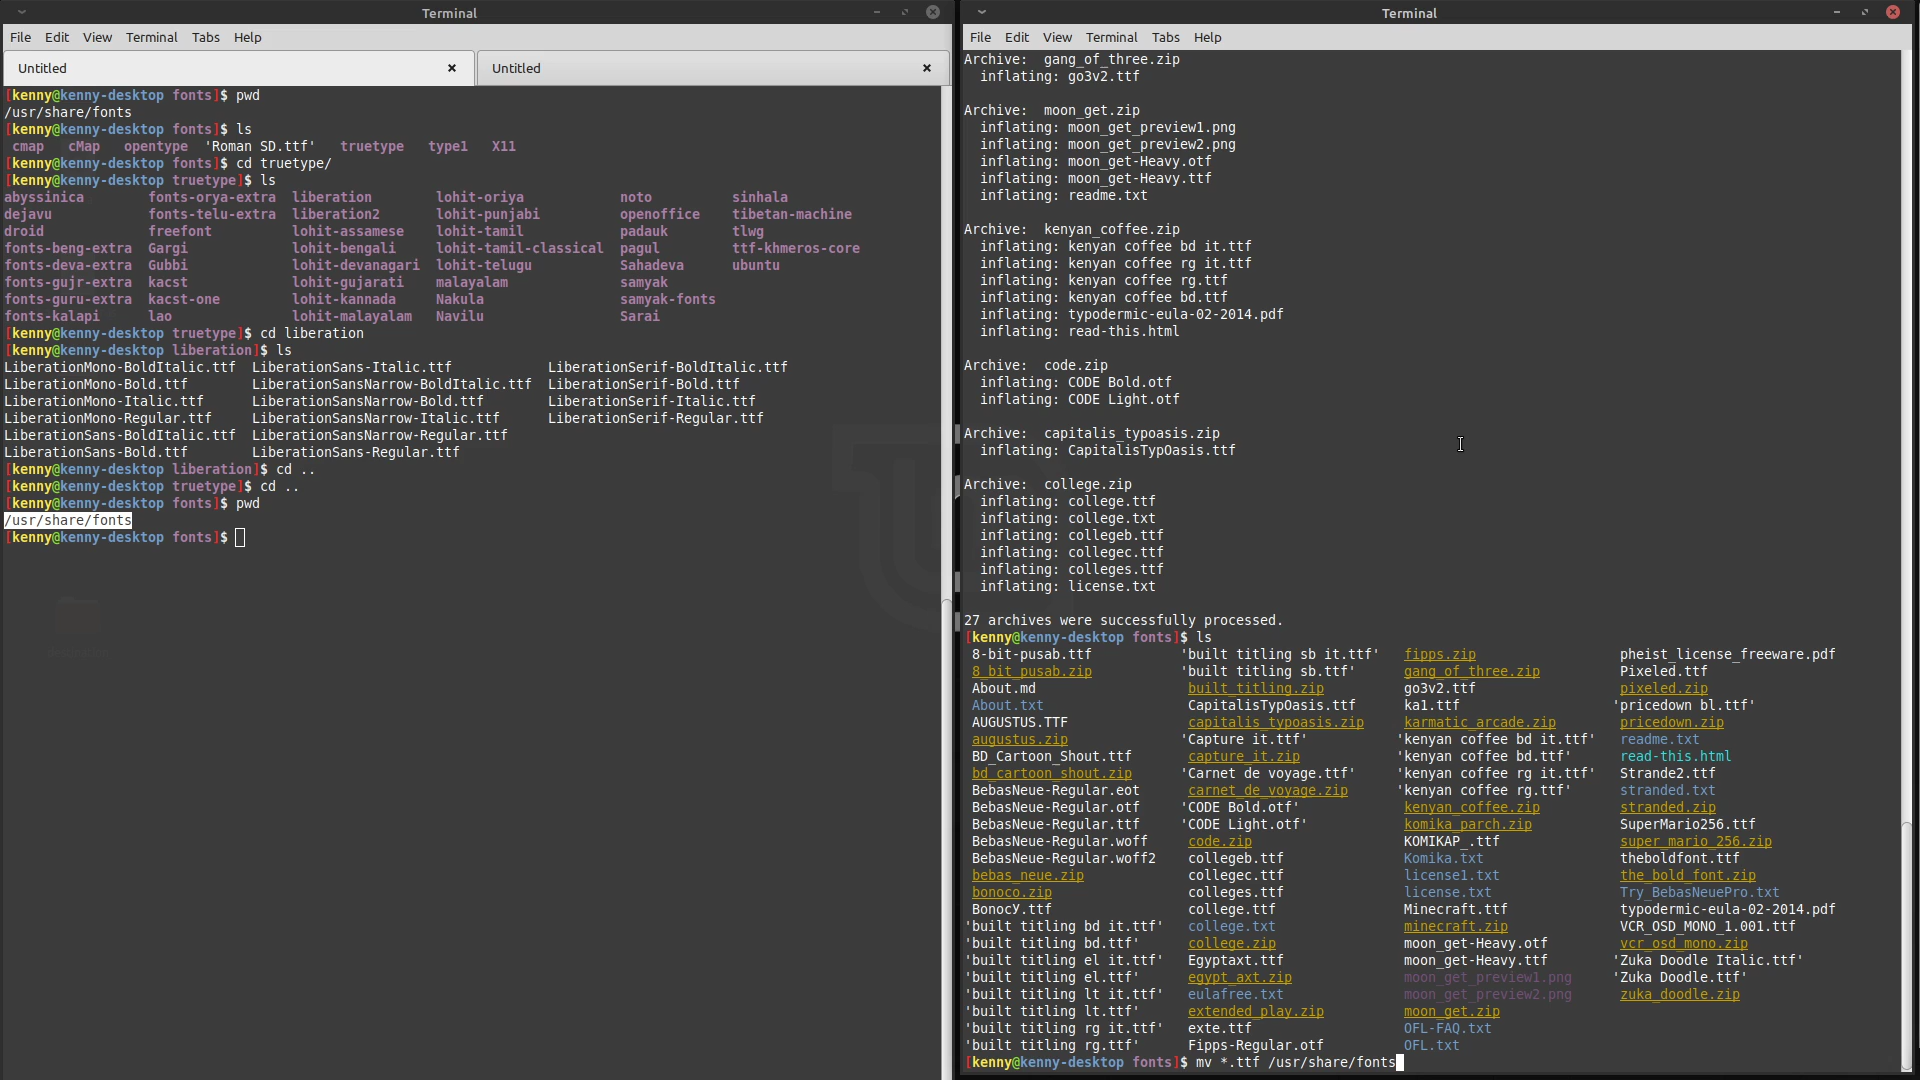 Terminal
File Edit View Terminal Tabs Help
Untitled
Untitled
[kenny@kenny-desktop fonts]$ pwd
/usr/share/fonts
[kenny@kenny-desktop fonts]$ ls
cmap cMap opentype 'Roman SD.ttf' truetype type1 X11
[kenny@kenny-desktop fonts]$ cd truetype/
[kenny@kenny-desktop truetype]$ ls
abyssinica fonts-orya-extra liberation lohit-oriya noto sinhala
dejavu fonts-telu-extra liberation2 lohit-punjabi openoffice tibetan-machine
droid freefont lohit-assamese lohit-tamil padauk tlwg
fonts-beng-extra Gargi lohit-bengali lohit-tamil-classical pagul ttf-khmeros-core
fonts-deva-extra Gubbi lohit-devanagari lohit-telugu Sahadeva ubuntu
fonts-gujr-extra kacst lohit-gujarati malayalam samyak
fonts-guru-extra kacst-one lohit-kannada Nakula samyak-fonts
fonts-kalapi lao lohit-malayalam Navilu Sarai
[kenny@kenny-desktop truetype]$ cd liberation
[kenny@kenny-desktop liberation]$ ls
LiberationMono-BoldItalic.ttf LiberationSans-Italic.ttf LiberationSerif-BoldItalic.ttf
LiberationMono-Bold.ttf LiberationSansNarrow-BoldItalic.ttf LiberationSerif-Bold.ttf
LiberationMono-Italic.ttf LiberationSansNarrow-Bold.ttf LiberationSerif-Italic.ttf
LiberationMono-Regular.ttf LiberationSansNarrow-Italic.ttf LiberationSerif-Regular.ttf
LiberationSans-BoldItalic.ttf LiberationSansNarrow-Regular.ttf
LiberationSans-Bold.ttf LiberationSans-Regular.ttf
[kenny@kenny-desktop liberation]$ cd ..
[kenny@kenny-desktop truetype]$ cd ..
[kenny@kenny-desktop fonts]$ pwd
/usr/share/fonts
[kenny@kenny-desktop fonts]$
Terminal
File Edit View Terminal Tabs Help
Archive: gang_of_three.zip
inflating: go3v2.ttf
Archive: moon_get.zip
inflating: moon_get_preview1.png
inflating: moon_get_preview2.png
inflating: moon_get-Heavy.otf
inflating: moon_get-Heavy.ttf
inflating: readme.txt
Archive: kenyan_coffee.zip
inflating: kenyan coffee bd it.ttf
inflating: kenyan coffee rg it.ttf
inflating: kenyan coffee rg.ttf
inflating: kenyan coffee bd.ttf
inflating: typodermic-eula-02-2014.pdf
inflating: read-this.html
Archive: code.zip
inflating: CODE Bold.otf
inflating: CODE Light.otf
Archive: capitalis_typoasis.zip
inflating: CapitalisTypOasis.ttf
Archive: college.zip
inflating: college.ttf
inflating: college.txt
inflating: collegeb.ttf
inflating: collegec.ttf
inflating: colleges.ttf
inflating: license.txt
27 archives were successfully processed.
[kenny@kenny-desktop fonts]$ ls
8-bit-pusab.ttf 'built titling sb it.ttf' fipps.zip pheist_license_freeware.pdf
8_bit_pusab.zip 'built titling sb.ttf' gang_of_three.zip Pixeled.ttf
About.md built_titling.zip go3v2.ttf pixeled.zip
About.txt CapitalisTypOasis.ttf ka1.ttf 'pricedown bl.ttf'
AUGUSTUS.TTF capitalis_typoasis.zip karmatic_arcade.zip pricedown.zip
augustus.zip 'Capture it.ttf' 'kenyan coffee bd it.ttf' readme.txt
BD_Cartoon_Shout.ttf capture_it.zip 'kenyan coffee bd.ttf' read-this.html
bd_cartoon_shout.zip 'Carnet de voyage.ttf' 'kenyan coffee rg it.ttf' Strande2.ttf
BebasNeue-Regular.eot carnet_de_voyage.zip 'kenyan coffee rg.ttf' stranded.txt
BebasNeue-Regular.otf 'CODE Bold.otf' kenyan_coffee.zip stranded.zip
BebasNeue-Regular.ttf 'CODE Light.otf' komika_parch.zip SuperMario256.ttf
BebasNeue-Regular.woff code.zip KOMIKAP_.ttf super_mario_256.zip
BebasNeue-Regular.woff2 collegeb.ttf Komika.txt theboldfont.ttf
bebas_neue.zip collegec.ttf license1.txt the_bold_font.zip
bonoco.zip colleges.ttf license.txt Try_BebasNeuePro.txt
BonocУ.ttf college.ttf Minecraft.ttf typodermic-eula-02-2014.pdf
'built titling bd it.ttf' college.txt minecraft.zip VCR_OSD_MONO_1.001.ttf
'built titling bd.ttf' college.zip moon_get-Heavy.otf vcr_osd_mono.zip
'built titling el it.ttf' Egyptaxt.ttf moon_get-Heavy.ttf 'Zuka Doodle Italic.ttf'
'built titling el.ttf' egypt_axt.zip moon_get_preview1.png 'Zuka Doodle.ttf'
'built titling lt it.ttf' eulafree.txt moon_get_preview2.png zuka_doodle.zip
'built titling lt.ttf' extended_play.zip moon_get.zip
'built titling rg it.ttf' exte.ttf OFL-FAQ.txt
'built titling rg.ttf' Fipps-Regular.otf OFL.txt
[kenny@kenny-desktop fonts]$ mv *.ttf /usr/share/fonts